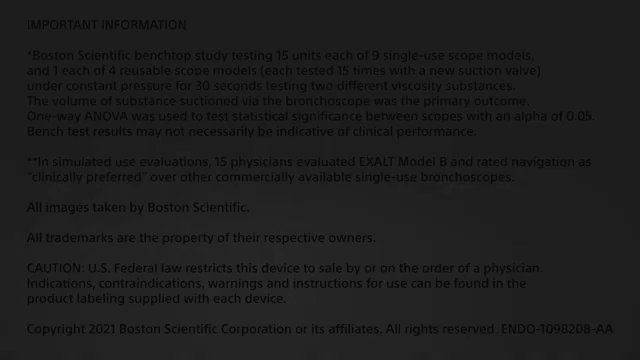 IMPORTANT INFORMATION
*Boston Scientific benchtop study testing 15 units each of 9 single-use scope models,
and 1 each of 4 reusable scope models (each tested 15 times with a new suction valve)
under constant pressure for 30 seconds testing two different viscosity substances.
The volume of substance suctioned via the bronchoscope was the primary outcome.
One-way ANOVA was used to test statistical significance between scopes with an alpha of 0.05.
Bench test results may not necessarily be indicative of clinical performance.
**In simulated use evaluations, 15 physicians evaluated EXALT Model B and rated navigation as
"clinically preferred" over other commercially available single-use bronchoscopes.
All images taken by Boston Scientific.
All trademarks are the property of their respective owners.
CAUTION: U.S. Federal law restricts this device to sale by or on the order of a physician.
Indications, contraindications, warnings and instructions for use can be found in the
product labeling supplied with each device.
Copyright 2021 Boston Scientific Corporation or its affiliates. All rights reserved. ENDO-1098208-AA